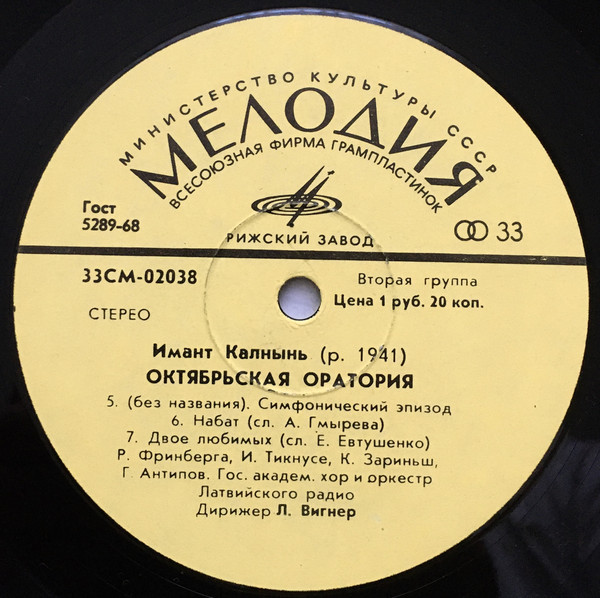 МИНИСТЕРСТВО КУЛЬТУРЫ СССР
МЕЛОДИЯ
ВСЕСОЮЗНАЯ ФИРМА ГРАМПЛАСТИНОК
Гост
5289-68
33
РИЖСКИЙ ЗАВОД
33СМ-02038
Вторая группа
Цена 1 руб. 20 коп.
СТЕРЕО
Имант Калнынь (р. 1941)
ОКТЯБРЬСКАЯ ОРАТОРИЯ
5. (без названия). Симфонический эпизод
6. Набат (сл. А. Гмырева)
7. Двое любимых (сл. Е. Евтушенко)
Р. Фринберга, И. Тикнусе, К. Зариньш,
Г. Антипов. Гос. академ. хор и оркестр
Латвийского радио
Дирижер Л. Вигнер